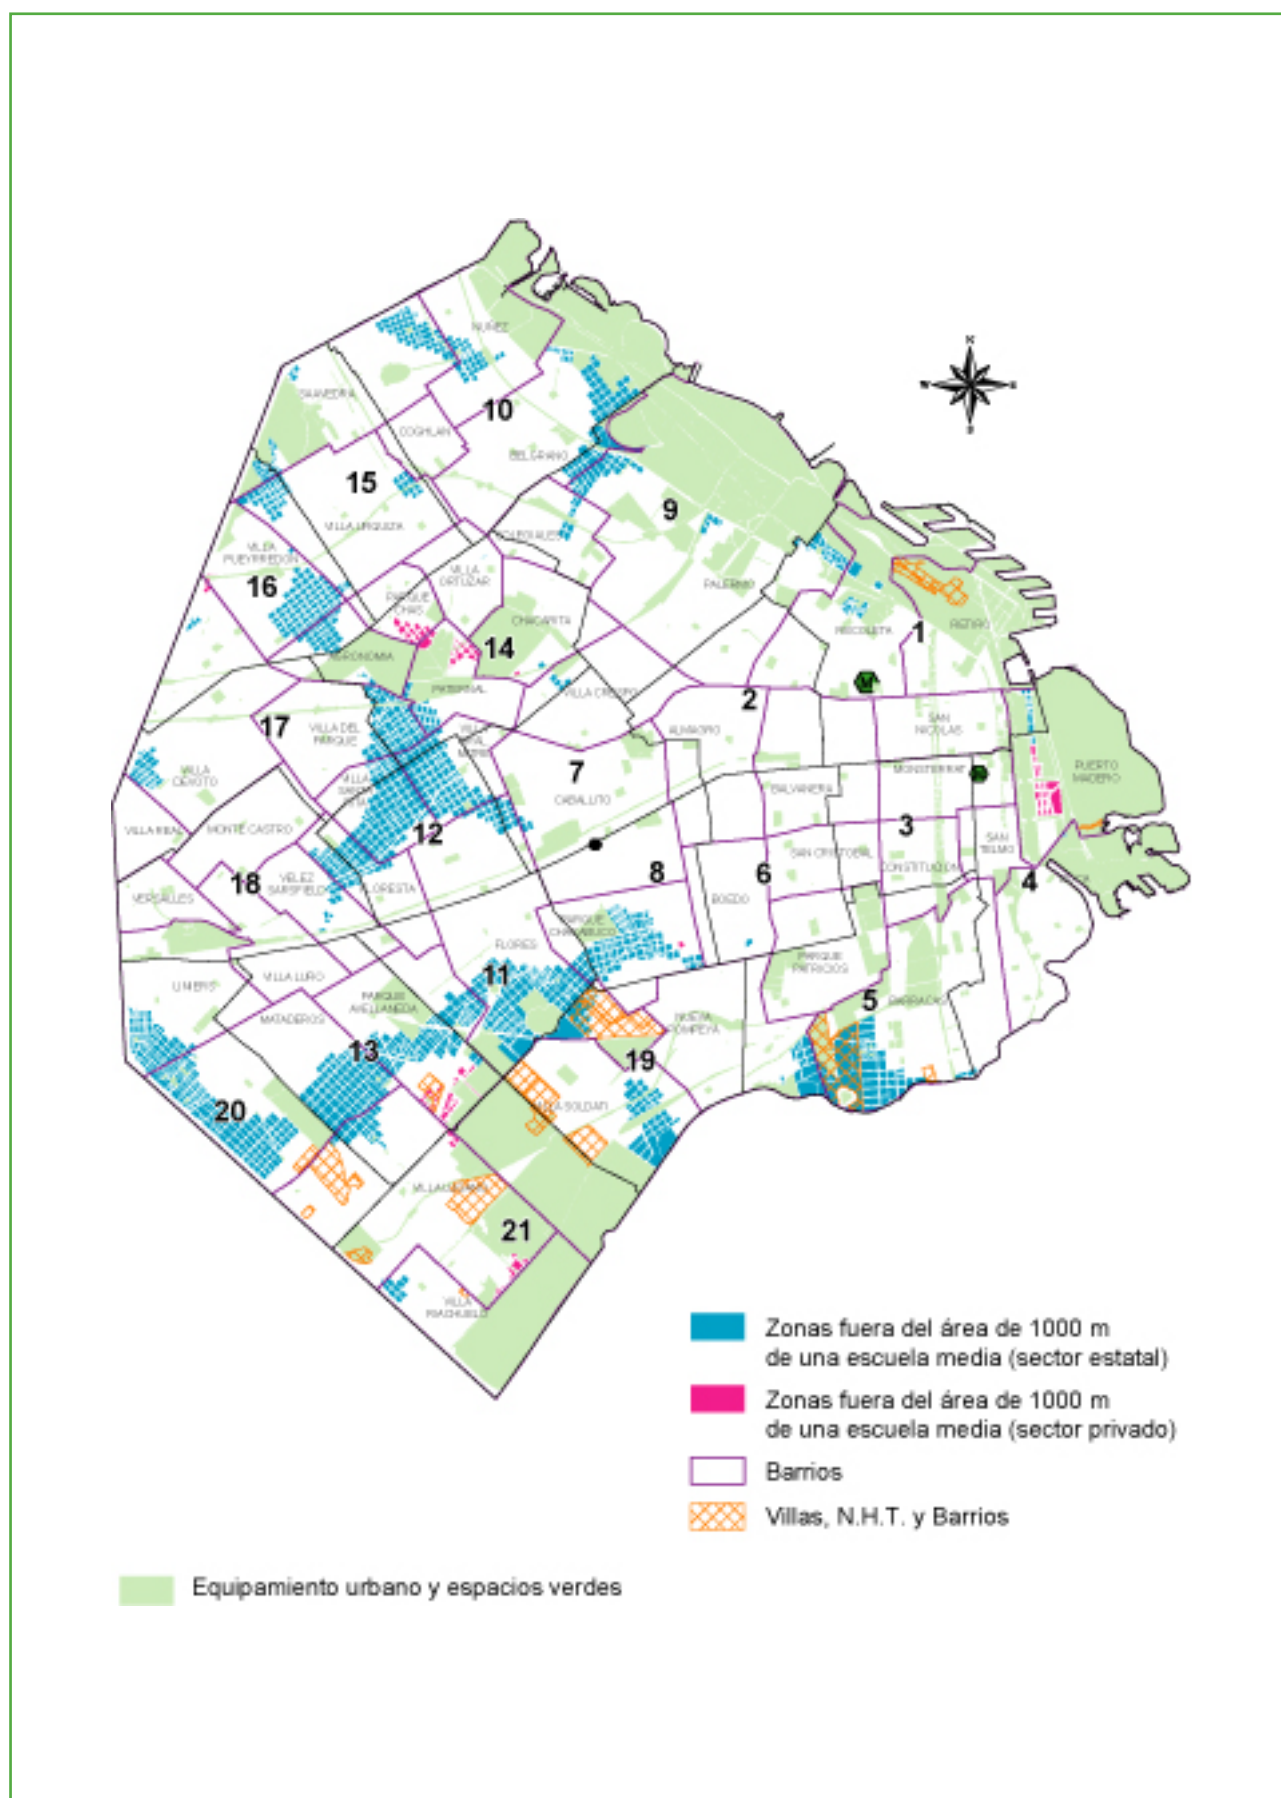 N
W
E
S
NUÑEZ
SAAVEDRA
10
COGHLAN
BELGRANO
15
9
VILLA URQUIZA
COLEGIALES
VILLA
PUEYRREDON
VILLA
ORTUZAR
PALERMO
16
PARQUE
CHAS
CHACARITA
RECOLETA
1
RETIRO
14
AGRONOMIA
PATERNAL
VILLA CRESPO
2
17
VILLA DEL
PARQUE
ALMAGRO
SAN
NICOLAS
VILLA
DEVOTO
7
CABALLITO
MONSERRAT
PUERTO
MADERO
BALVANERA
VILLA REAL
MONTE CASTRO
12
3
SAN CRISTOBAL
SAN
TELMO
CONSTITUCION
18
VELEZ
SARSFIELD
FLORESTA
8
6
4
VERSALLES
BOEDO
PARQUE
CHACABUCO
FLORES
PARQUE
PATRICIOS
LINIERS
VILLA LURO
11
PARQUE
AVELLANEDA
5
BARRACAS
MATADEROS
NUEVA
POMPEYA
13
19
20
VILLA SOLDATI
VILLA LUGANO
21
VILLA
RIACHUELO
Zonas fuera del área de 1000 m
de una escuela media (sector estatal)
Zonas fuera del área de 1000 m
de una escuela media (sector privado)
Barrios
Villas, N.H.T. y Barrios
Equipamiento urbano y espacios verdes